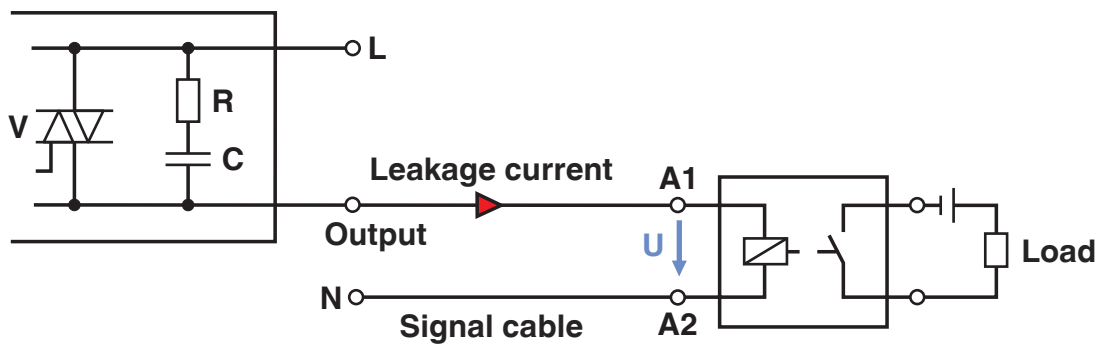 L
R
V
C
Leakage current
A1
Output
U
Load
N
Signal cable
A2